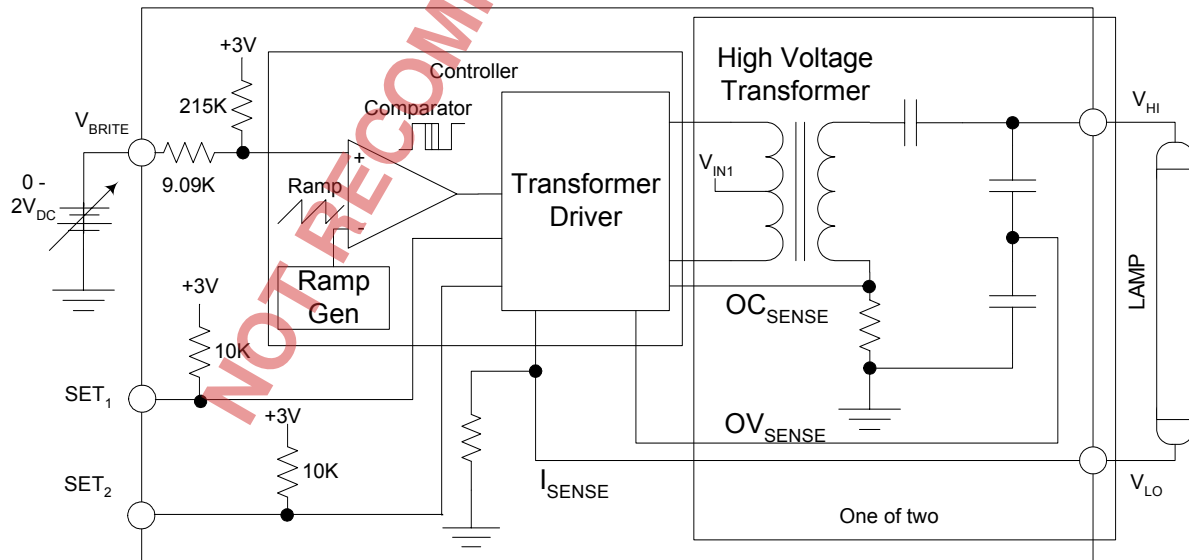 +3V
215K
V_BRITE
9.09K
0 -
2V_DC
Controller
Comparator
+
-
Ramp
Ramp
Gen
Transformer
Driver
High Voltage
Transformer
V_IN1
V_HI
LAMP
V_LO
OC_SENSE
OV_SENSE
I_SENSE
One of two
+3V
10K
SET_1
+3V
10K
SET_2
NOT RECOM